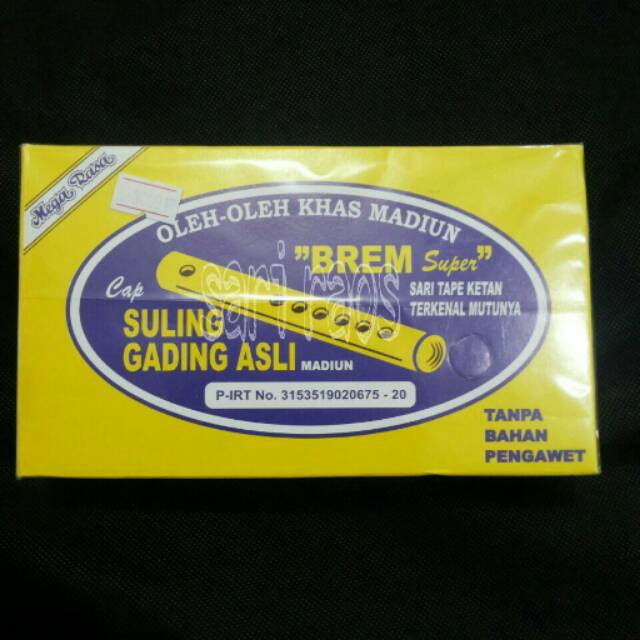 Mega Rasa
OLEH-OLEH KHAS MADIUN
"BREM Super"
SARI TAPE KETAN
TERKENAL MUTUNYA
Cap
SULING
GADING ASLI MADIUN
sari raos
P-IRT No. 3153519020675 - 20
TANPA
BAHAN
PENGAWET